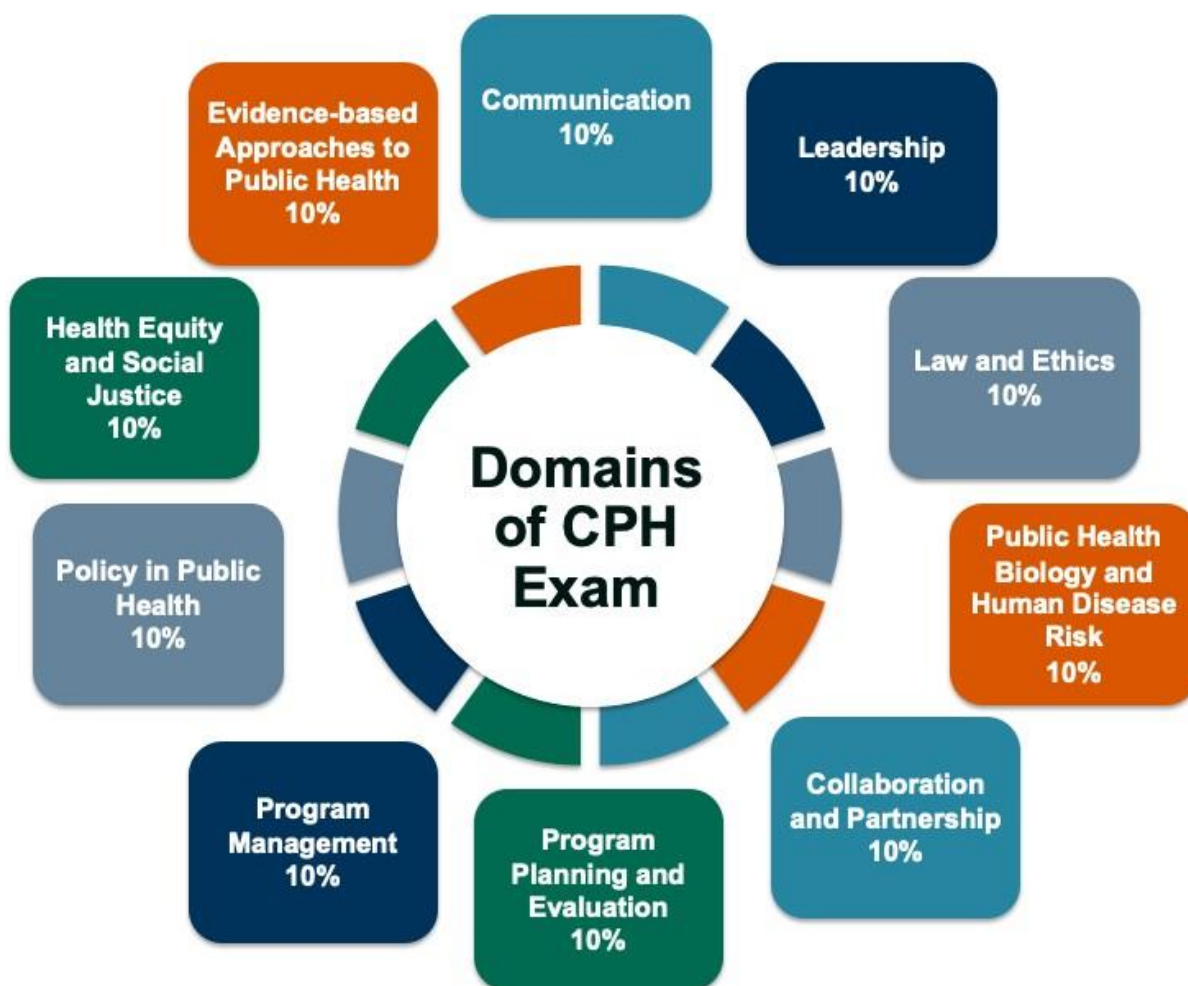 Communication
10%
Leadership
10%
Law and Ethics
10%
Public Health
Biology and
Human Disease
Risk
10%
Collaboration
and Partnership
10%
Program
Planning and
Evaluation
10%
Program
Management
10%
Policy in Public
Health
10%
Health Equity
and Social
Justice
10%
Evidence-based
Approaches to
Public Health
10%
Domains
of CPH
Exam